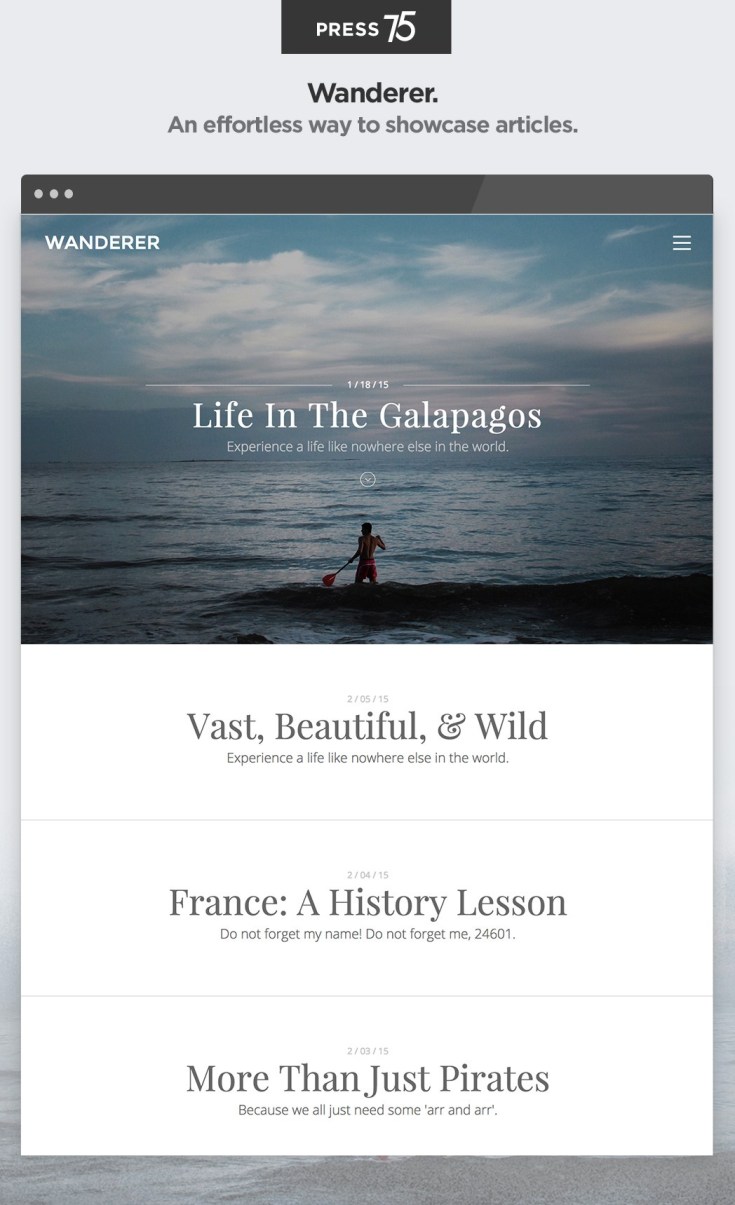 PRESS 75
Wanderer.
An effortless way to showcase articles.
WANDERER
1 / 18 / 15
Life In The Galapagos
Experience a life like nowhere else in the world.
2 / 05 / 15
Vast, Beautiful, & Wild
Experience a life like nowhere else in the world.
2 / 04 / 15
France: A History Lesson
Do not forget my name! Do not forget me, 24601.
2 / 03 / 15
More Than Just Pirates
Because we all just need some 'arr and arr'.